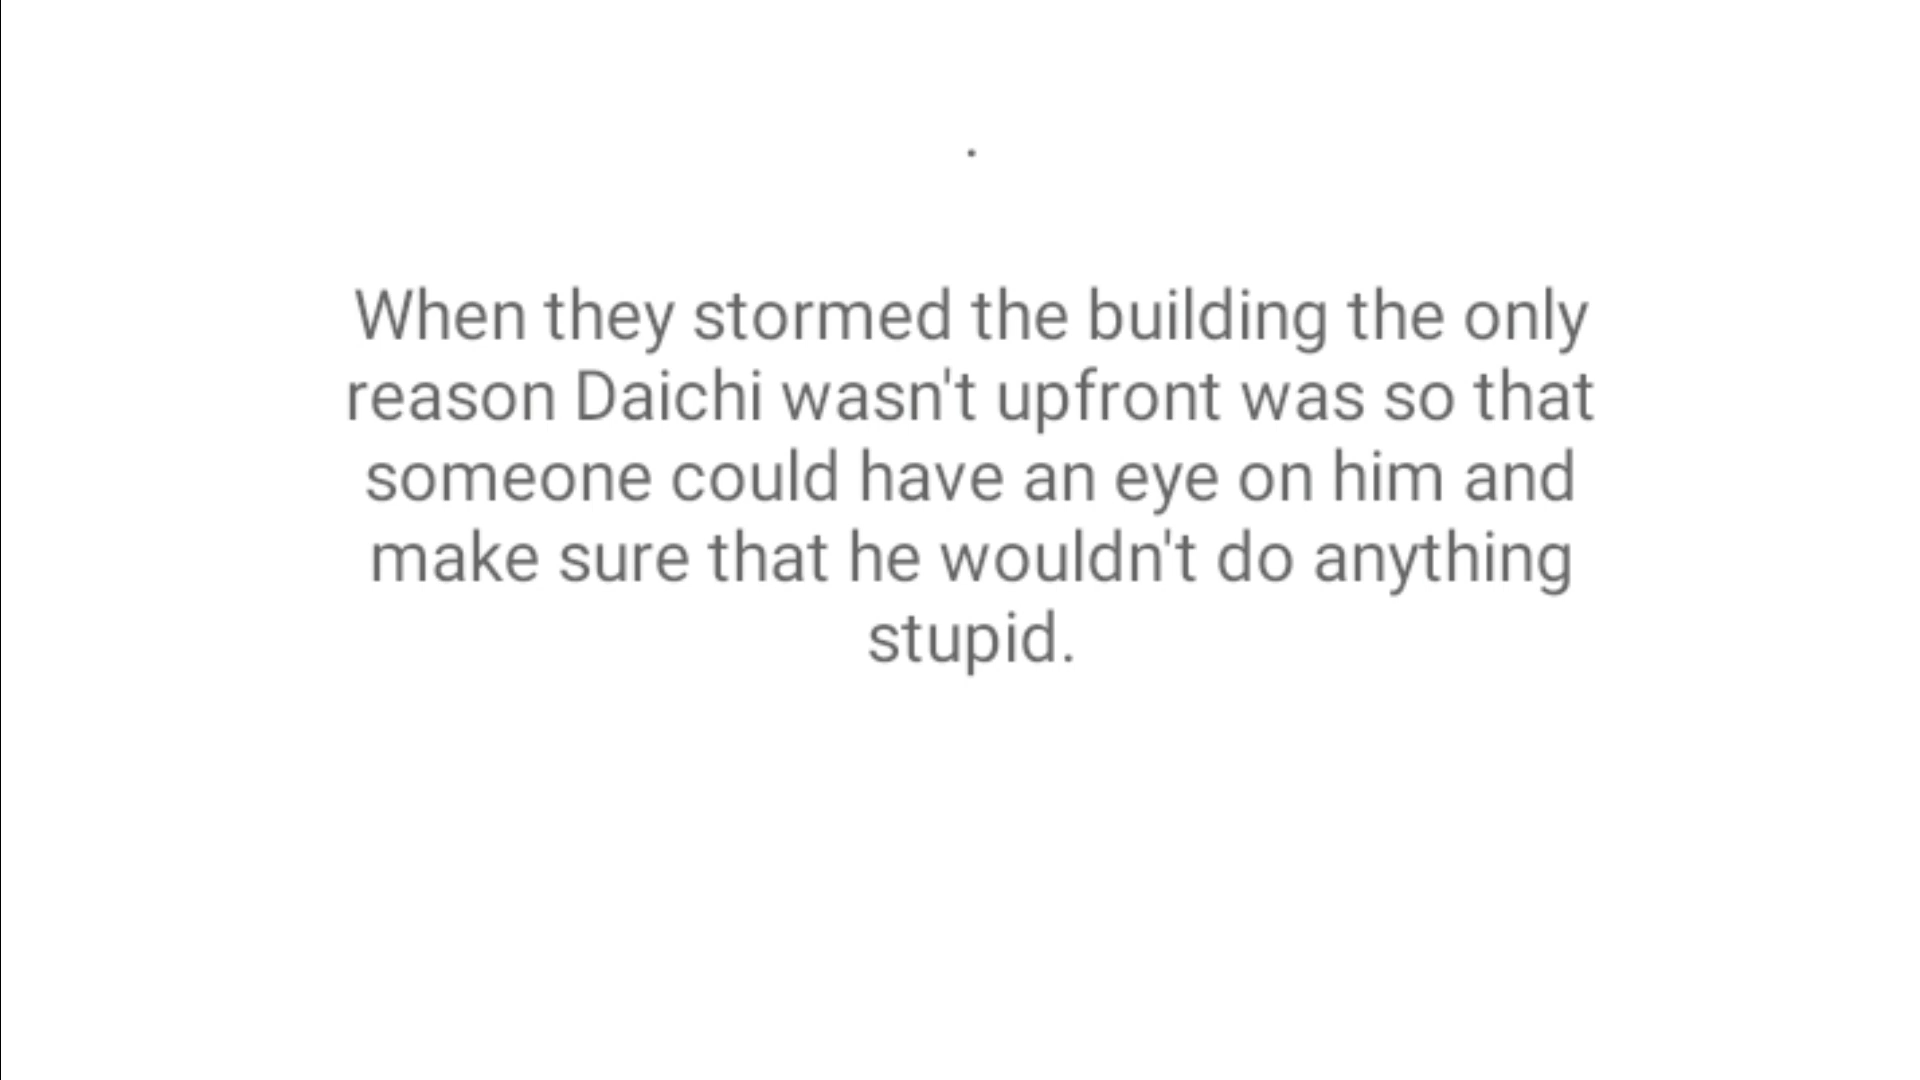 .
When they stormed the building the only
reason Daichi wasn't upfront was so that
someone could have an eye on him and
make sure that he wouldn't do anything
stupid.